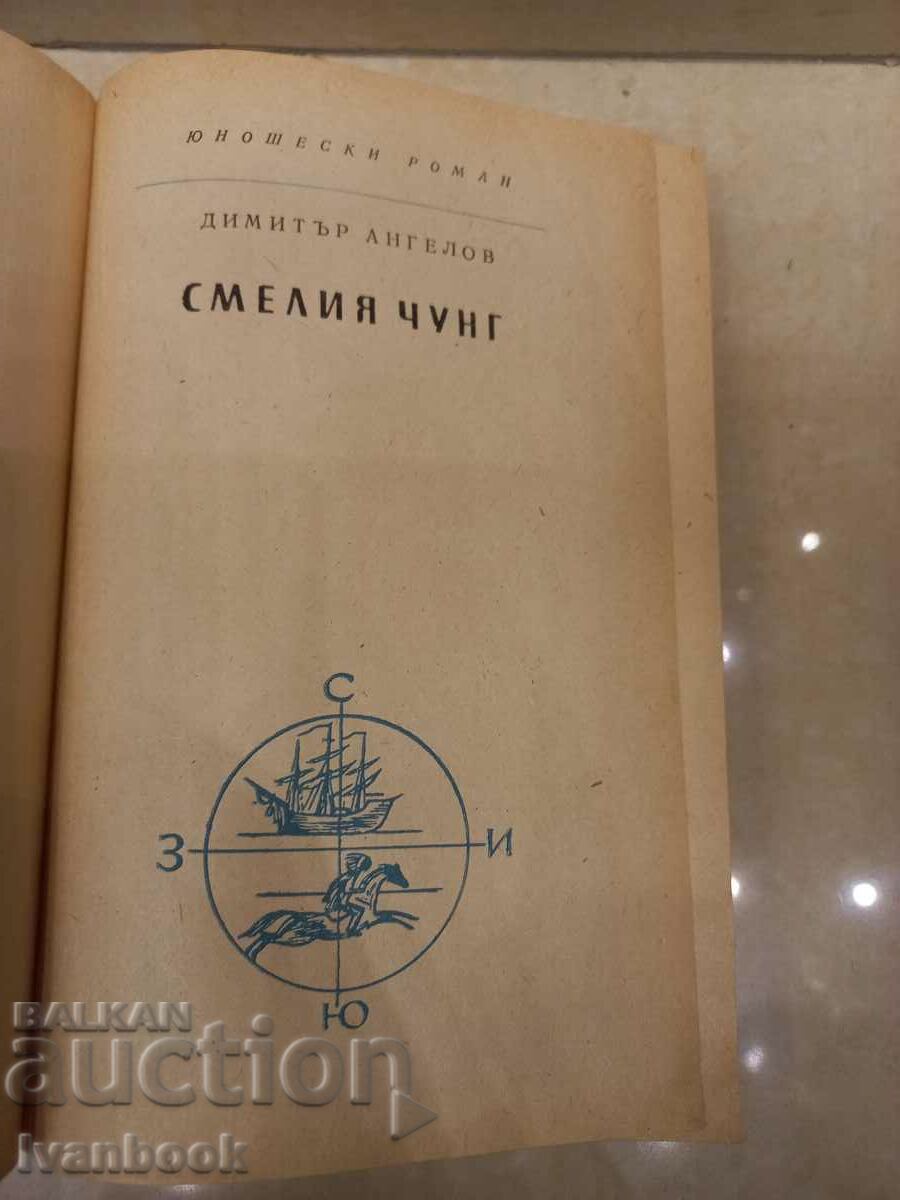 ЮНОШЕСКИ РОМАН
ДИМИТЪР АНГЕЛОВ
СМЕЛИЯ ЧУНГ
С
З И
Ю
BALKAN
auction
Ivanbook